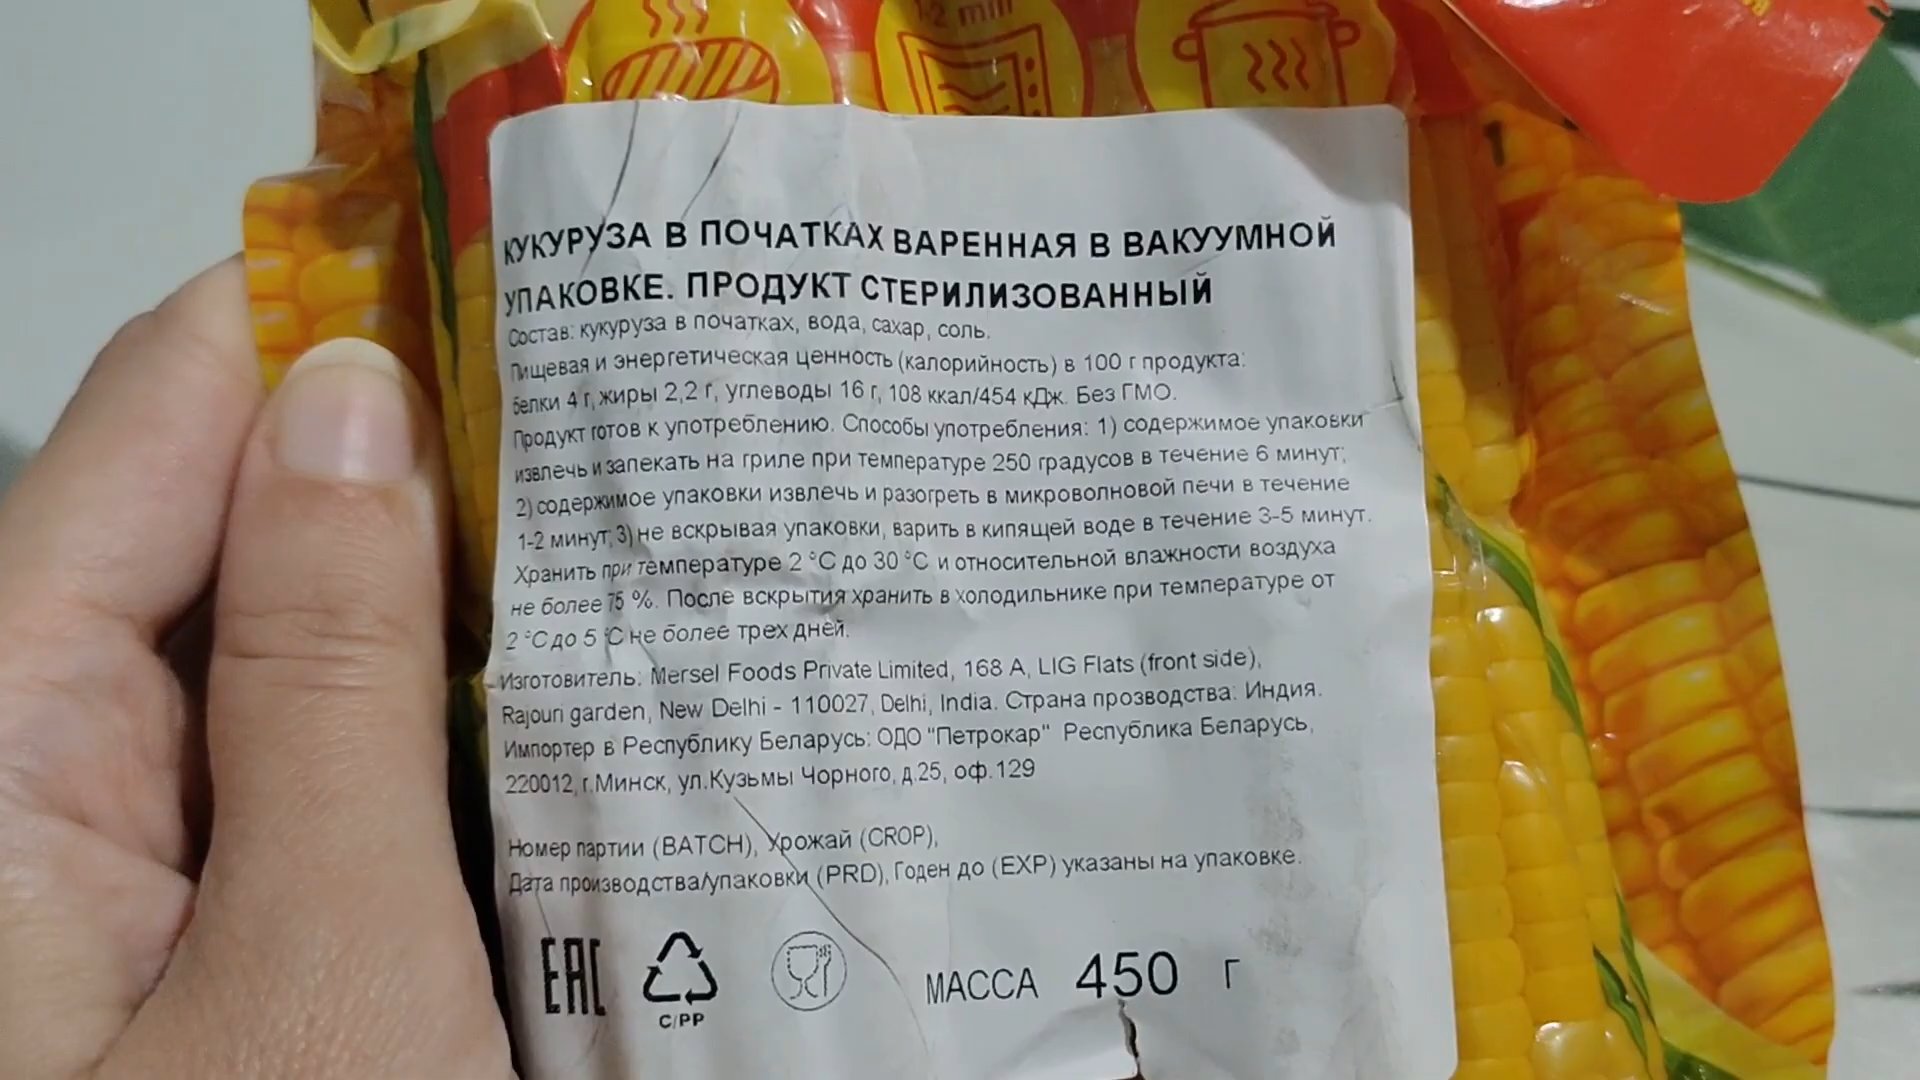 1-2 min
КУКУРУЗА В ПОЧАТКАХ ВАРЕННАЯ В ВАКУУМНОЙ
УПАКОВКЕ. ПРОДУКТ СТЕРИЛИЗОВАННЫЙ
Состав: кукуруза в початках, вода, сахар, соль.
Пищевая и энергетическая ценность (калорийность) в 100 г продукта:
белки 4 г, жиры 2,2 г, углеводы 16 г, 108 ккал/454 кДж. Без ГМО.
Продукт готов к употреблению. Способы употребления: 1) содержимое упаковки
извлечь и запекать на гриле при температуре 250 градусов в течение 6 минут;
2) содержимое упаковки извлечь и разогреть в микроволновой печи в течение
1-2 минут; 3) не вскрывая упаковки, варить в кипящей воде в течение 3-5 минут.
Хранить при температуре 2 °С до 30 °С и относительной влажности воздуха
не более 75 %. После вскрытия хранить в холодильнике при температуре от
2 °С до 5 °С не более трех дней.
Изготовитель: Mersel Foods Private Limited, 168 A, LIG Flats (front side),
Rajouri garden, New Delhi - 110027, Delhi, India. Страна прозводства: Индия.
Импортер в Республику Беларусь: ОДО "Петрокар" Республика Беларусь,
220012, г.Минск, ул.Кузьмы Чорного, д.25, оф.129
Номер партии (BATCH), Урожай (CROP),
Дата производства/упаковки (PRD), Годен до (EXP) указаны на упаковке.
EAC
C/PP
МАССА 450 г